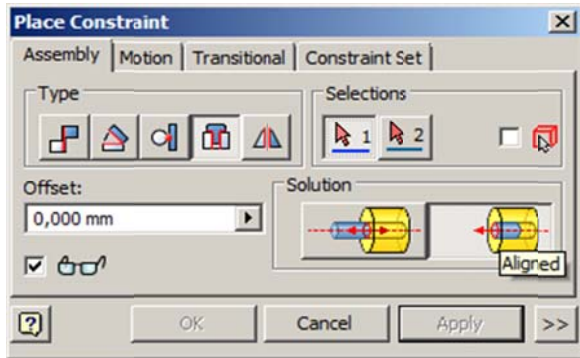 Place Constraint
Assembly Motion Transitional Constraint Set
Type Selections
1 2
Offset: Solution
0,000 mm
Aligned
OK Cancel Apply >>